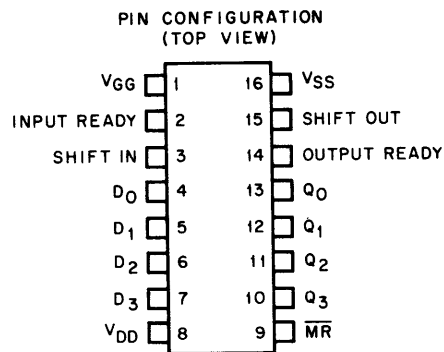 PIN CONFIGURATION
(TOP VIEW)
VGG 1 16 VSS
INPUT READY 2 15 SHIFT OUT
SHIFT IN 3 14 OUTPUT READY
D0 4 13 Q0
D1 5 12 Q1
D2 6 11 Q2
D3 7 10 Q3
VDD 8 9 M̅R̅